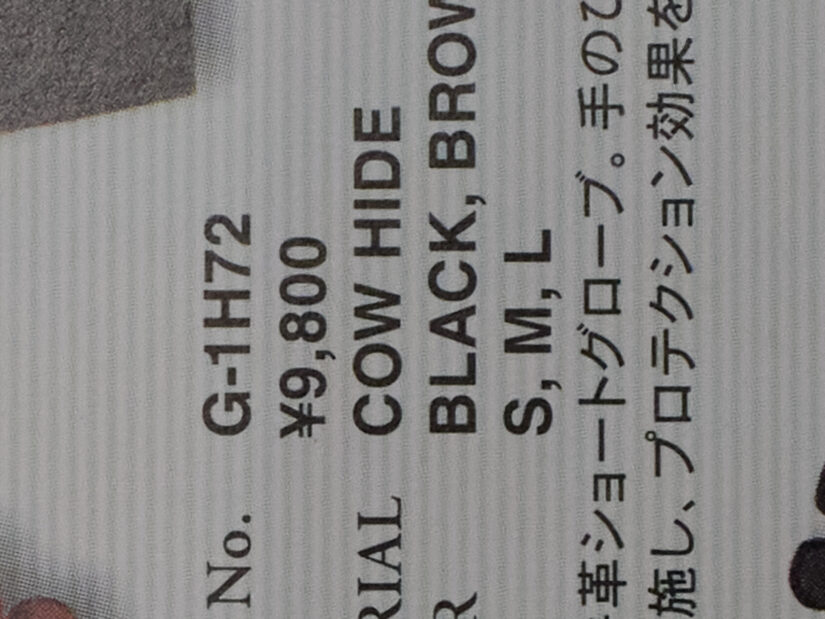 No. G-1H72
¥9,800
RIAL COW HIDE
R BLACK, BROW
S, M, L
革ショートグローブ。手のひ
施し、プロテクション効果を